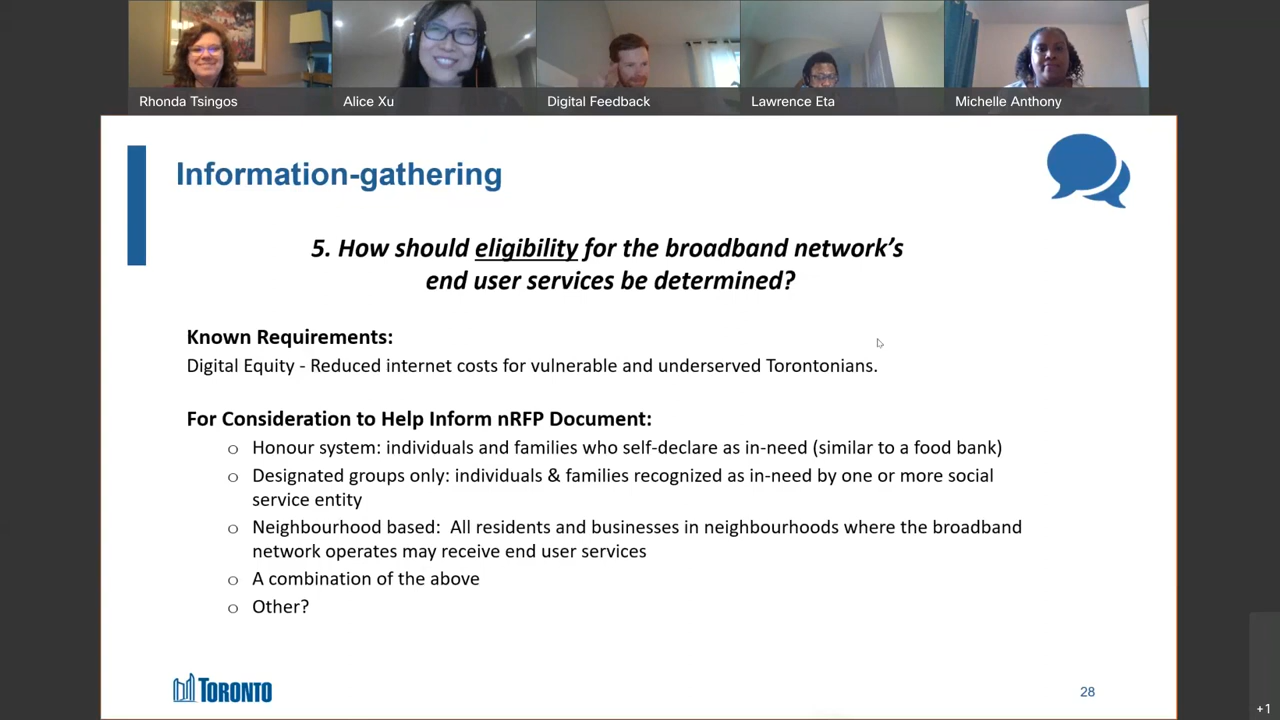 Rhonda Tsingos
Alice Xu
Digital Feedback
Lawrence Eta
Michelle Anthony
Information-gathering
5. How should eligibility for the broadband network’s
end user services be determined?
Known Requirements:
Digital Equity - Reduced internet costs for vulnerable and underserved Torontonians.
For Consideration to Help Inform nRFP Document:
o Honour system: individuals and families who self-declare as in-need (similar to a food bank)
o Designated groups only: individuals & families recognized as in-need by one or more social
service entity
o Neighbourhood based: All residents and businesses in neighbourhoods where the broadband
network operates may receive end user services
o A combination of the above
o Other?
TORONTO
28
+1